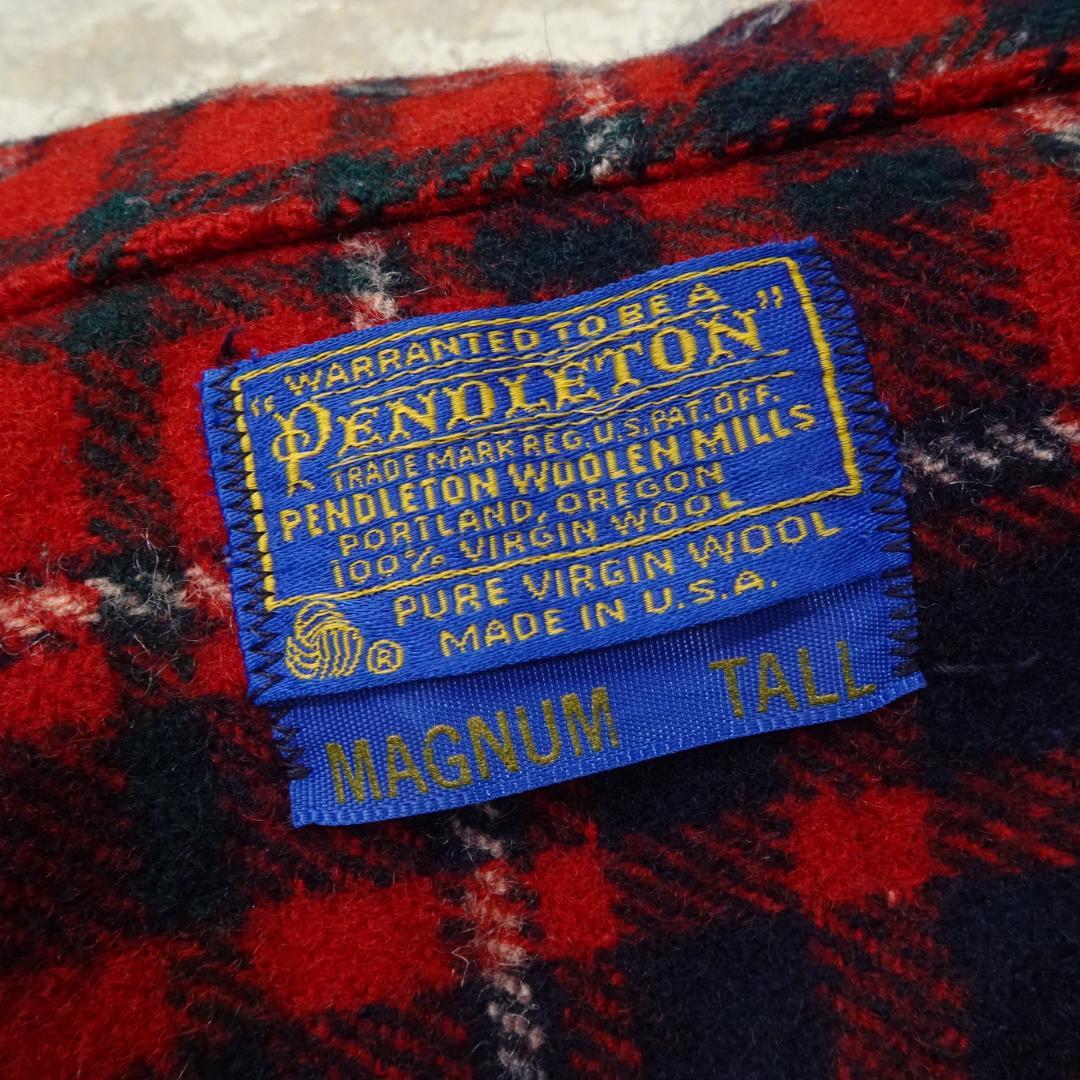 WARRANTED TO BE A
"PENDLETON"
TRADE MARK REG. U.S. PAT. OFF.
PENDLETON WOOLEN MILLS
PORTLAND, OREGON
100% VIRGIN WOOL
PURE VIRGIN WOOL
® MADE IN U.S.A.
MAGNUM TALL